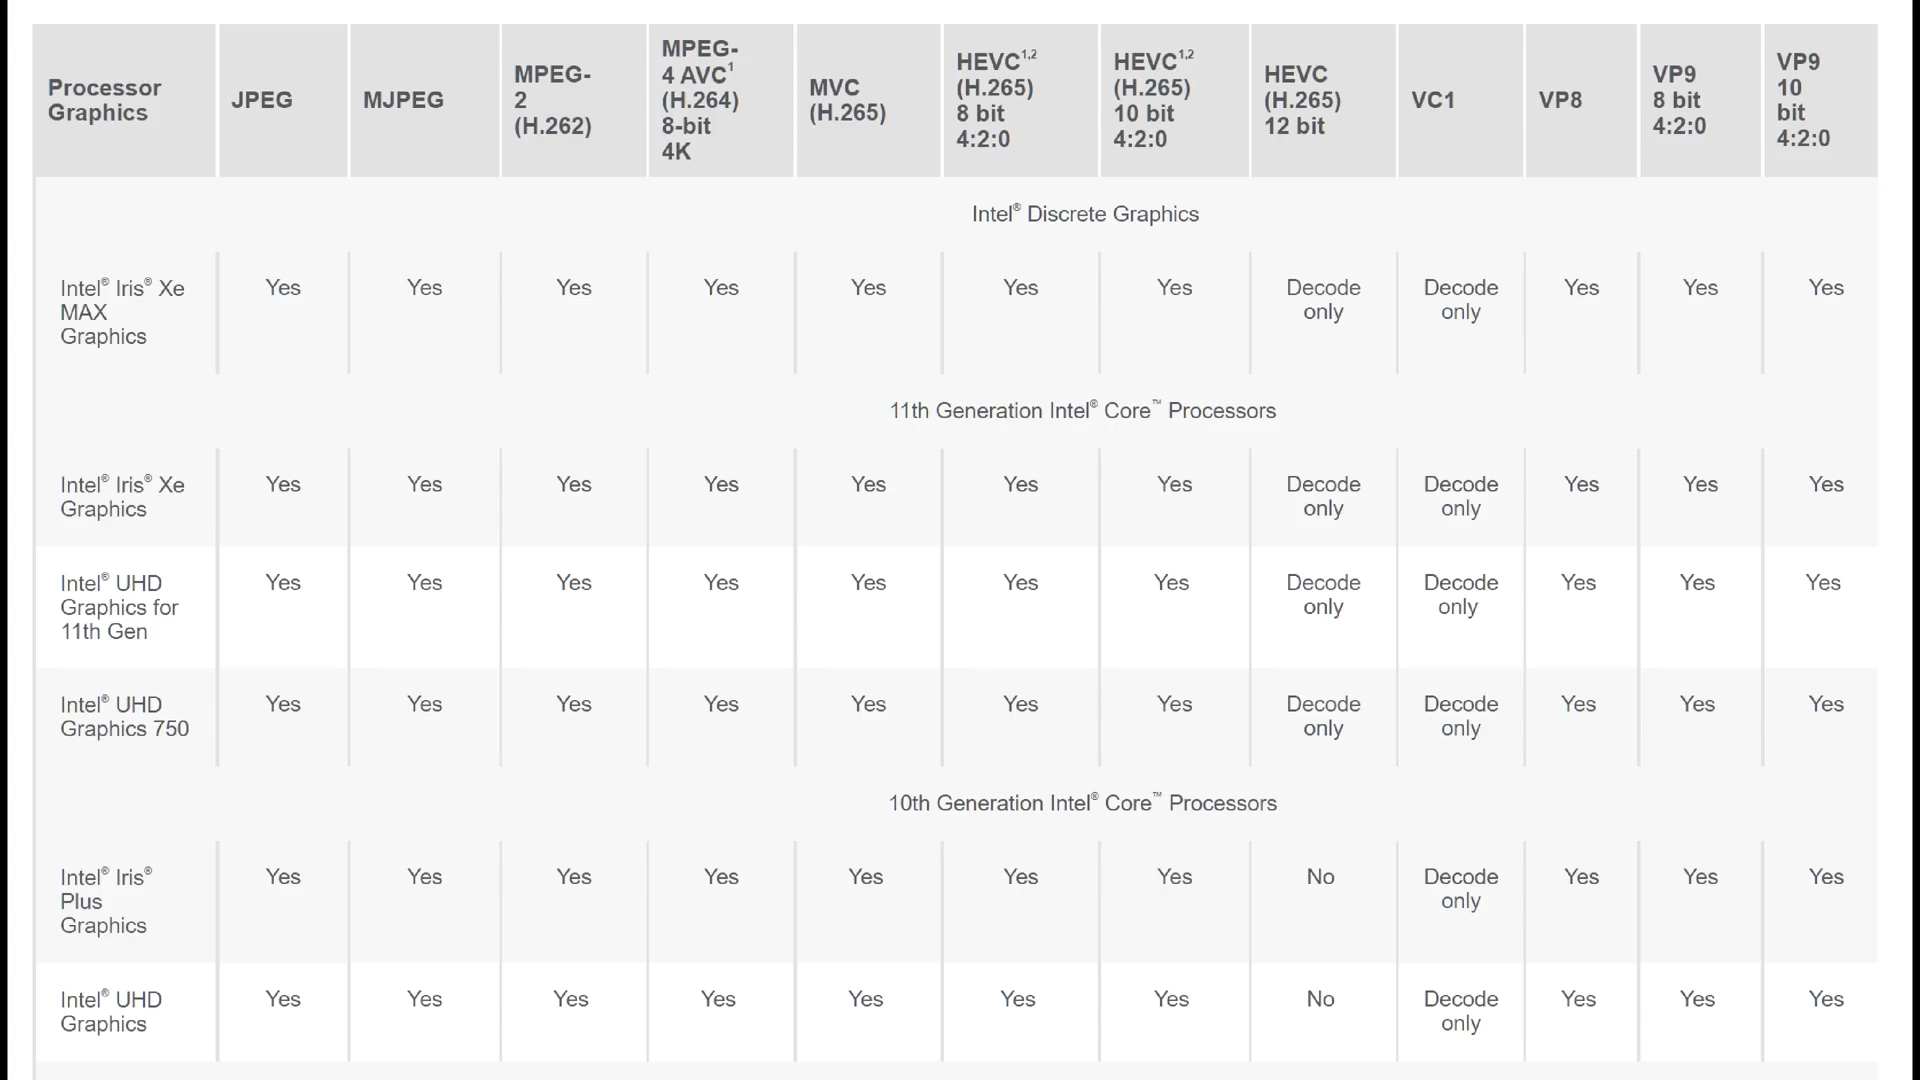 Processor Graphics JPEG MJPEG MPEG-2 (H.262) MPEG-4 AVC¹ (H.264) 8-bit 4K MVC (H.265) HEVC¹,² (H.265) 8 bit 4:2:0 HEVC¹,² (H.265) 10 bit 4:2:0 HEVC (H.265) 12 bit VC1 VP8 VP9 8 bit 4:2:0 VP9 10 bit 4:2:0
Intel® Discrete Graphics
Intel® Iris® Xe MAX Graphics Yes Yes Yes Yes Yes Yes Yes Decode only Decode only Yes Yes Yes
11th Generation Intel® Core™ Processors
Intel® Iris® Xe Graphics Yes Yes Yes Yes Yes Yes Yes Decode only Decode only Yes Yes Yes
Intel® UHD Graphics for 11th Gen Yes Yes Yes Yes Yes Yes Yes Decode only Decode only Yes Yes Yes
Intel® UHD Graphics 750 Yes Yes Yes Yes Yes Yes Yes Decode only Decode only Yes Yes Yes
10th Generation Intel® Core™ Processors
Intel® Iris® Plus Graphics Yes Yes Yes Yes Yes Yes Yes No Decode only Yes Yes Yes
Intel® UHD Graphics Yes Yes Yes Yes Yes Yes Yes No Decode only Yes Yes Yes